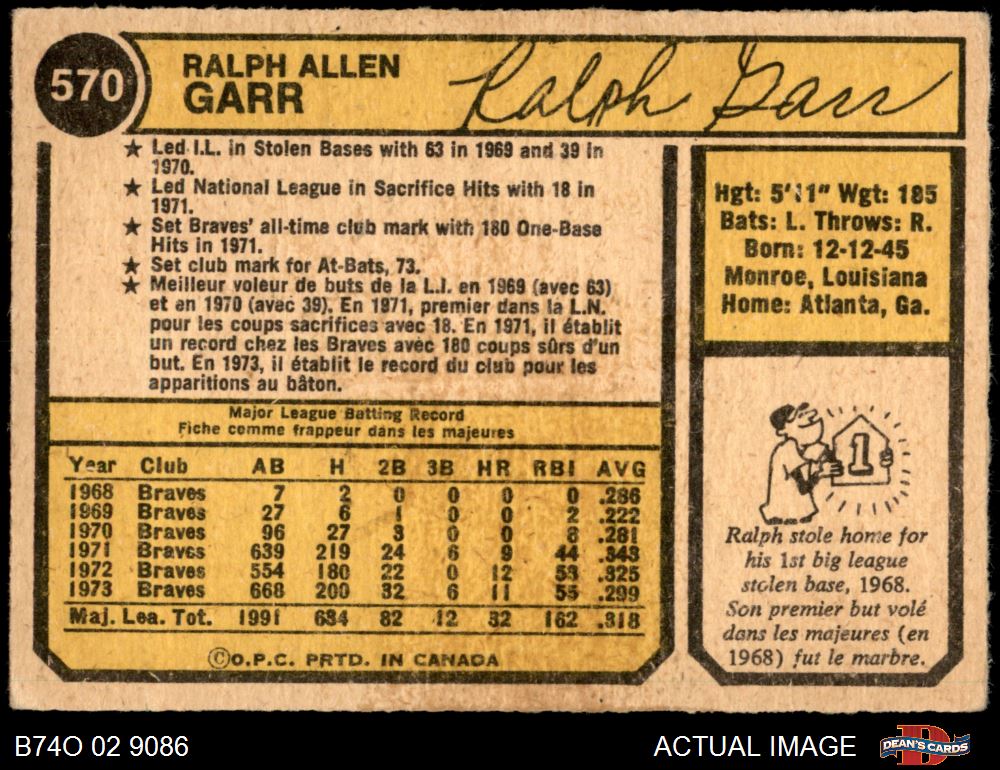 570
RALPH ALLEN
GARR
Ralph Garr
★ Led I.L. in Stolen Bases with 63 in 1969 and 39 in
1970.
★ Led National League in Sacrifice Hits with 18 in
1971.
★ Set Braves' all-time club mark with 180 One-Base
Hits in 1971.
★ Set club mark for At-Bats, 73.
★ Meilleur voleur de buts de la L.I. en 1969 (avec 63)
et en 1970 (avec 39). En 1971, premier dans la L.N.
pour les coups sacrifices avec 18. En 1971, il établit
un record chez les Braves avec 180 coups sûrs d'un
but. En 1973, il établit le record du club pour les
apparitions au bâton.
Hgt: 5'11" Wgt: 185
Bats: L. Throws: R.
Born: 12-12-45
Monroe, Louisiana
Home: Atlanta, Ga.
Major League Batting Record
Fiche comme frappeur dans les majeures
Year Club AB H 2B 3B HR RBI AVG
1968 Braves 7 2 0 0 0 0 .286
1969 Braves 27 6 1 0 0 2 .222
1970 Braves 96 27 3 0 0 8 .281
1971 Braves 639 219 24 6 9 44 .343
1972 Braves 554 180 22 0 12 53 .325
1973 Braves 668 200 32 6 11 55 .299
Maj. Lea. Tot. 1991 634 82 12 32 162 .318
©O.P.C. PRTD. IN CANADA
1
Ralph stole home for
his 1st big league
stolen base, 1968.
Son premier but volé
dans les majeures (en
1968) fut le marbre.
B74O 02 9086
ACTUAL IMAGE
D
DEAN'S CARDS